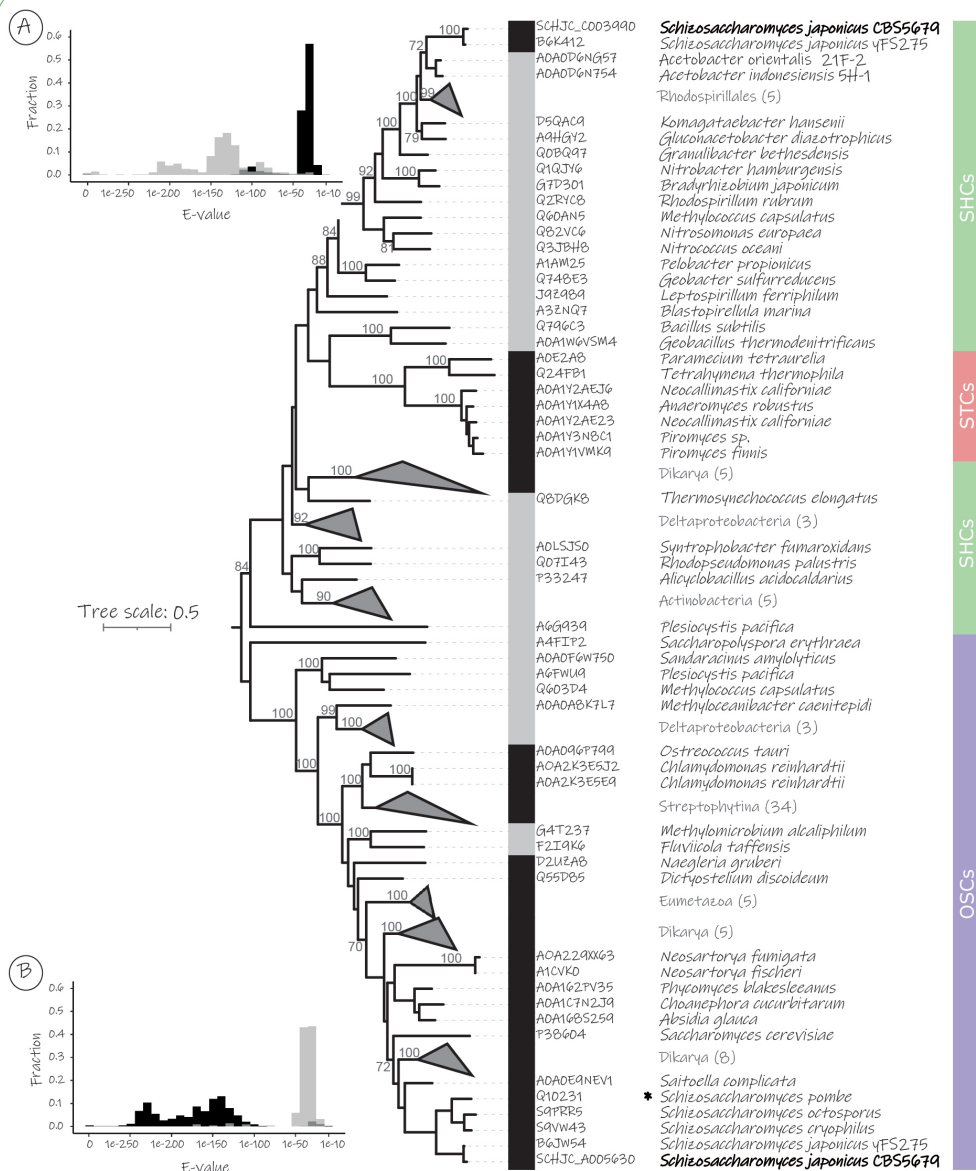 A
0.6
0.5
0.4
0.3
0.2
0.1
0.0
Fraction
0 1e-250 1e-200 1e-150 1e-100 1e-50 1e-10
E-value
SCHJC_C003990 Schizosaccharomyces japonicus CBS5679
B6K412 Schizosaccharomyces japonicus yFS275
A0A0D6NG57 Acetobacter orientalis 21F-2
A0A0D6N754 Acetobacter indonesiensis 5H-1
Rhodospirillales (5)
D5QAC9 Komagataebacter hansenii
A9HGY2 Gluconacetobacter diazotrophicus
Q0BQ97 Granulibacter bethesdensis
Q1QJY6 Nitrobacter hamburgensis
G7D301 Bradyrhizobium japonicum
Q2RYC8 Rhodospirillum rubrum
Q60AN5 Methylococcus capsulatus
Q82VC6 Nitrosomonas europaea
Q3JBH8 Nitrococcus oceani
A1AM25 Pelobacter propionicus
Q748E3 Geobacter sulfurreducens
J9Z989 Leptospirillum ferriphilum
A3ZNQ7 Blastopirellula marina
Q796C3 Bacillus subtilis
A0A1W6VSM4 Geobacillus thermodenitrificans
A0E2A8 Paramecium tetraurelia
Q24FB1 Tetrahymena thermophila
A0A1Y2AEJ6 Neocallimastix californiae
A0A1Y1X4A8 Anaeromyces robustus
A0A1Y2AE23 Neocallimastix californiae
A0A1Y3N8C1 Piromyces sp.
A0A1Y1VMK9 Piromyces finnis
Dikarya (5)
Q8DGK8 Thermosynechococcus elongatus
Deltaproteobacteria (3)
A0LSJS0 Syntrophobacter fumaroxidans
Q07I43 Rhodopseudomonas palustris
P33247 Alicyclobacillus acidocaldarius
Actinobacteria (5)
A6G939 Plesiocystis pacifica
A4FIP2 Saccharopolyspora erythraea
A0A0F6W750 Sandaracinus amylolyticus
A6FWU9 Plesiocystis pacifica
Q603D4 Methylococcus capsulatus
A0A0A8K7L7 Methyloceanibacter caenitepidi
Deltaproteobacteria (3)
A0A096P799 Ostreococcus tauri
A0A2K3E5J2 Chlamydomonas reinhardtii
A0A2K3E5E9 Chlamydomonas reinhardtii
Streptophytina (34)
G4T237 Methylomicrobium alcaliphilum
F2I9K6 Fluviicola taffensis
D2UZA8 Naegleria gruberi
Q55D85 Dictyostelium discoideum
Eumetazoa (5)
Dikarya (5)
A0A229XX63 Neosartorya fumigata
A1CVK0 Neosartorya fischeri
A0A162PV35 Phycomyces blakesleeanus
A0A1C7N2J9 Choanephora cucurbitarum
A0A168S259 Absidia glauca
P38604 Saccharomyces cerevisiae
Dikarya (8)
A0A0E9NEV1 Saitoella complicata
Q10231 * Schizosaccharomyces pombe
S9PRR5 Schizosaccharomyces octosporus
S9VW43 Schizosaccharomyces cryophilus
B6JW54 Schizosaccharomyces japonicus yFS275
SCHJC_A005630 Schizosaccharomyces japonicus CBS5679
SHCs
STCs
SHCs
OSCs
100
72
100
99
100
79
92
100
99
81
84
88
100
100
100
100
100
100
92
100
90
84
100
100
99
100
100
100
100
100
100
100
70
100
100
72
Tree scale: 0.5
B
0.6
0.5
0.4
0.3
0.2
0.1
0.0
Fraction
0 1e-250 1e-200 1e-150 1e-100 1e-50 1e-10
E-value